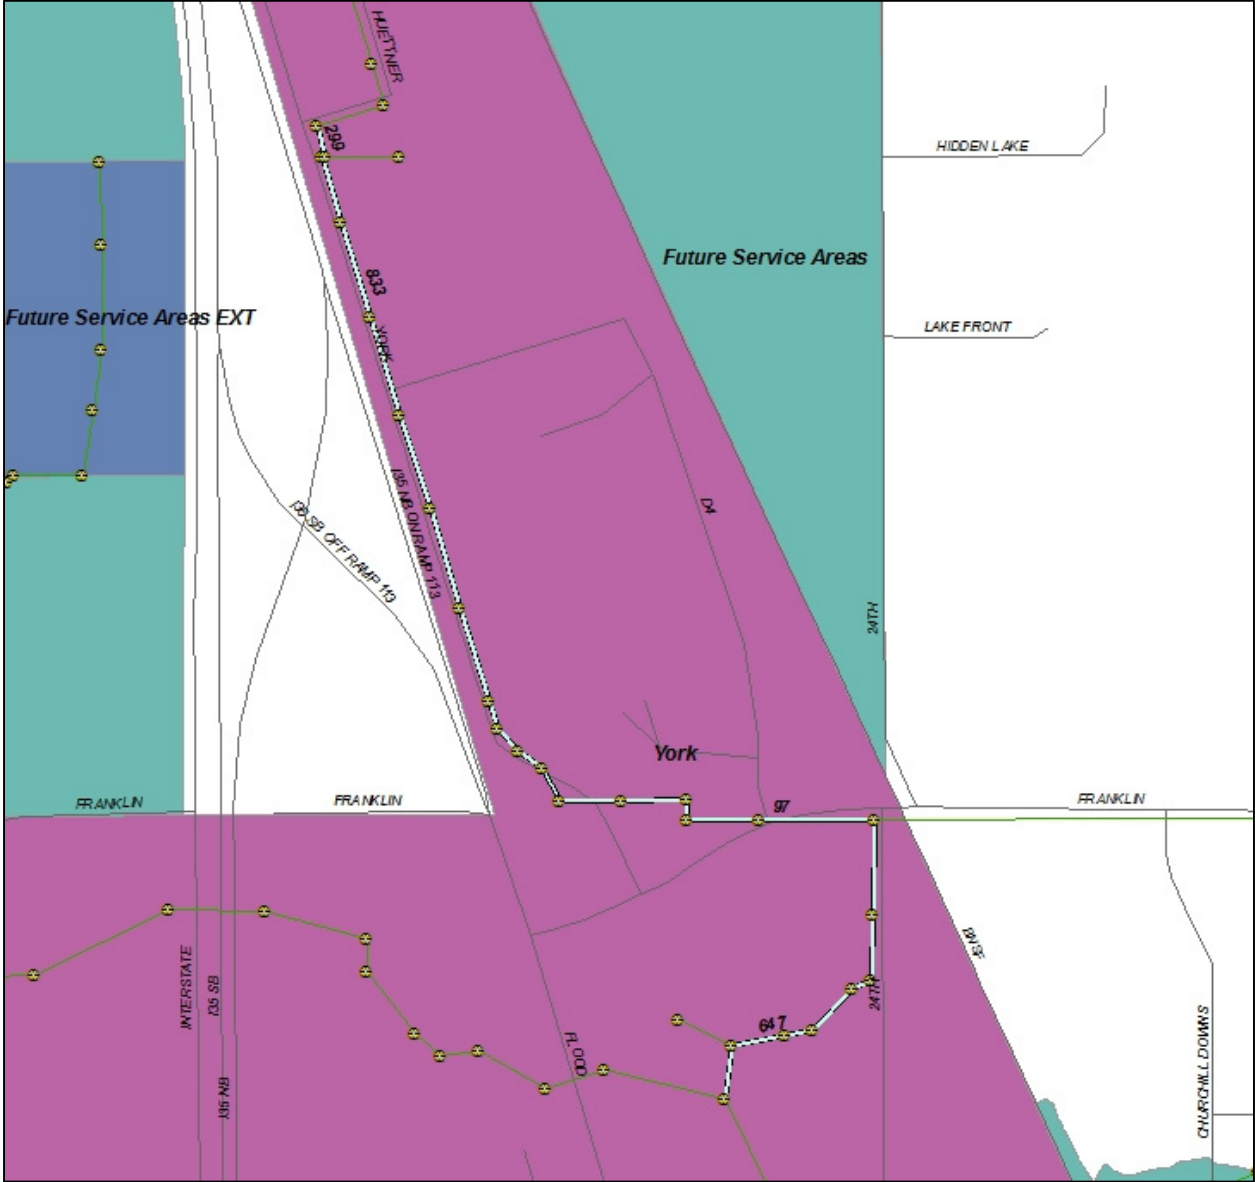 HUETTNER
299
HIDDEN LAKE
Future Service Areas
833
Future Service Areas EXT
LAKE FRONT
YORK
I35 NB ON RAMP 113
D4
I35 SB OFF RAMP 113
24TH
York
FRANKLIN
FRANKLIN
97
FRANKLIN
BNSF
INTERSTATE
I35 SB
24TH
647
FLOOD
CHURCHILL DOWNS
I35 NB